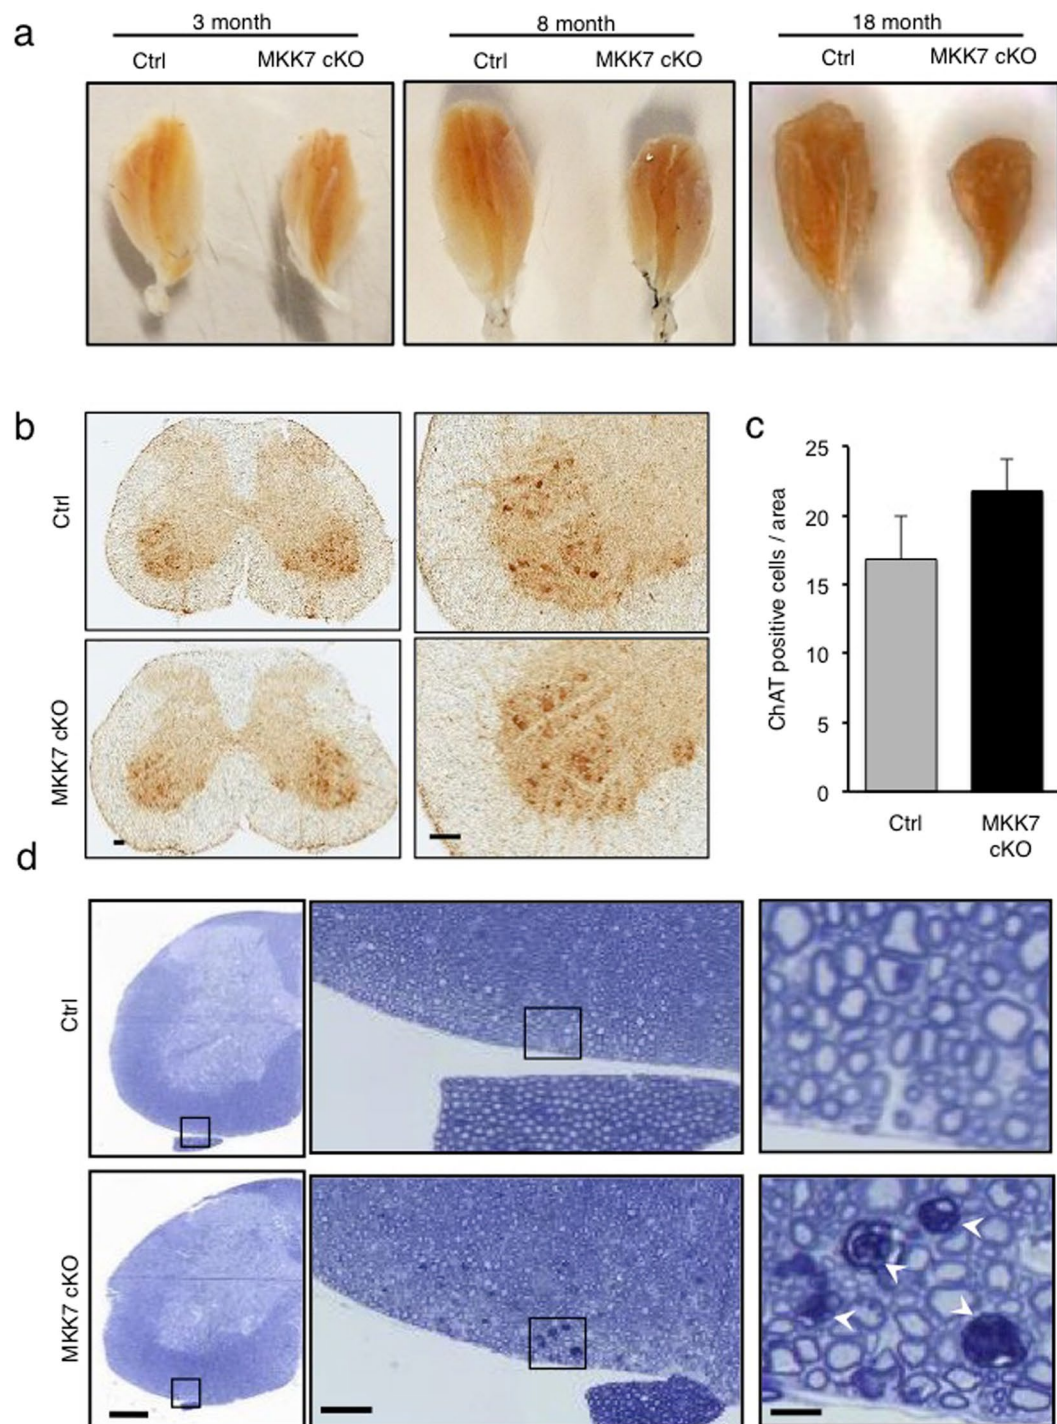 a
3 month
8 month
18 month
Ctrl
MKK7 cKO
Ctrl
MKK7 cKO
Ctrl
MKK7 cKO
b
Ctrl
MKK7 cKO
c
ChAT positive cells / area
25
20
15
10
5
0
Ctrl
MKK7
cKO
d
Ctrl
MKK7 cKO